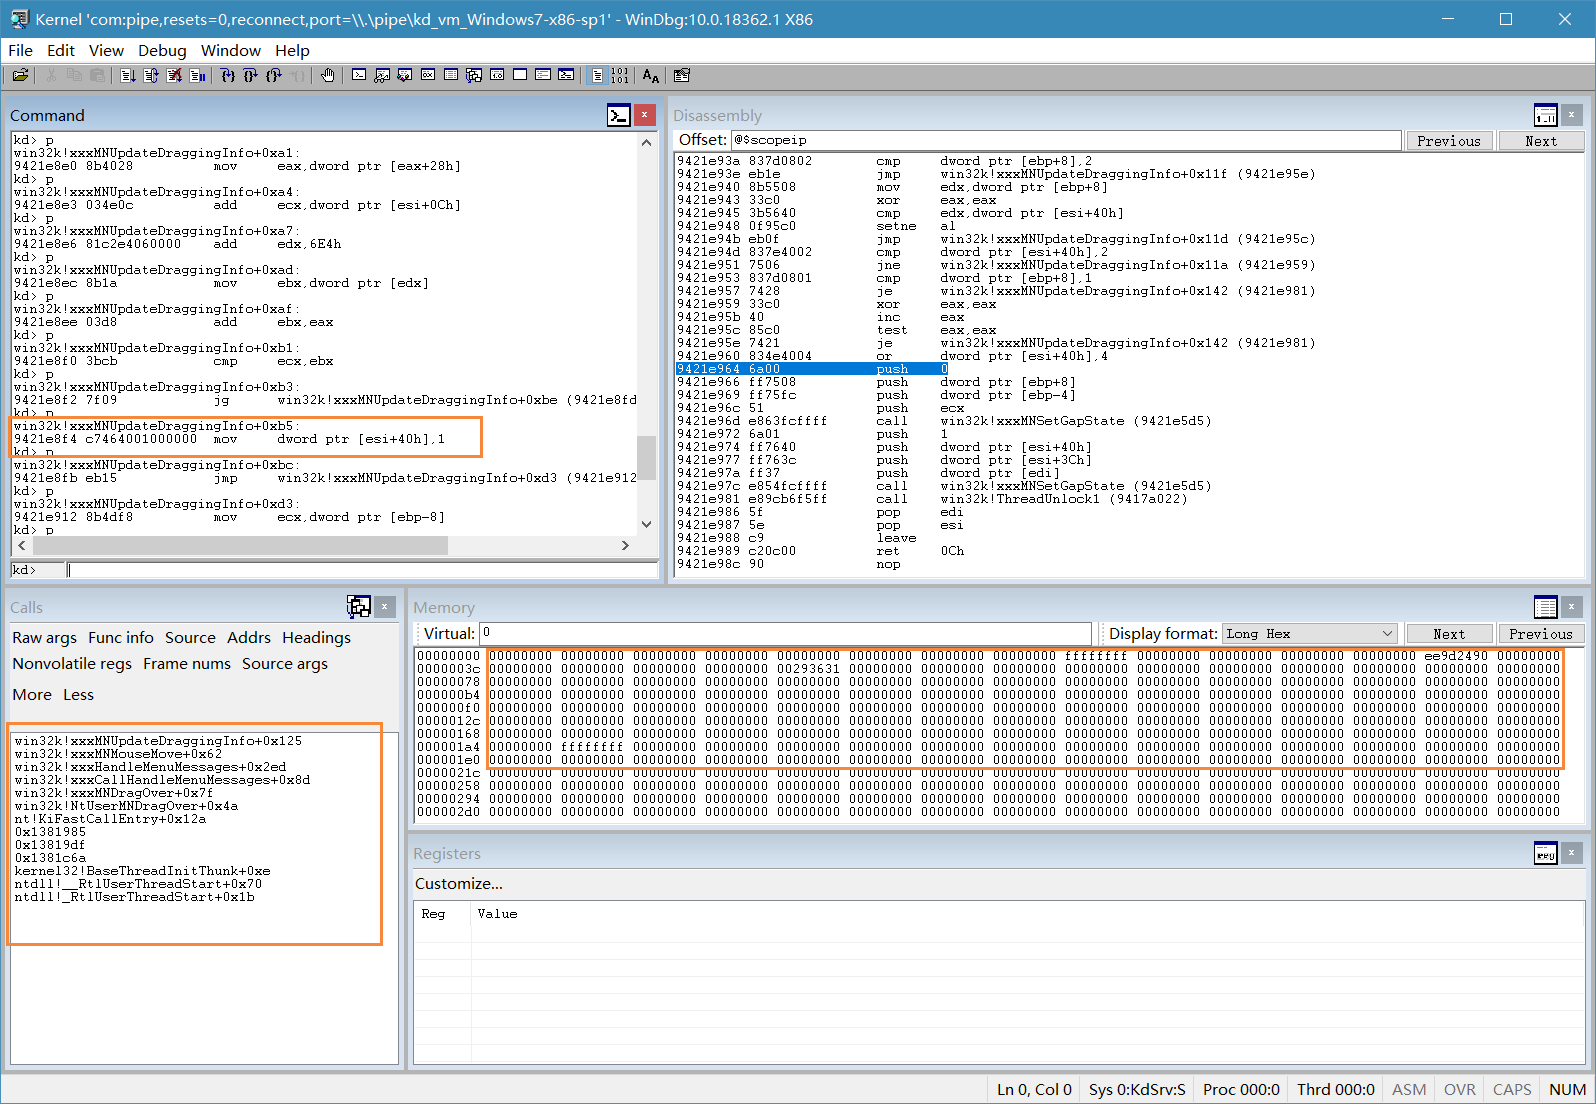 Kernel 'com:pipe,resets=0,reconnect,port=\\.\pipe\kd_vm_Windows7-x86-sp1' - WinDbg:10.0.18362.1 X86
File Edit View Debug Window Help
Command
kd> p
win32k!xxxMNUpdateDraggingInfo+0xa1:
9421e8e0 8b4028 mov eax,dword ptr [eax+28h]
kd> p
win32k!xxxMNUpdateDraggingInfo+0xa4:
9421e8e3 034e0c add ecx,dword ptr [esi+0Ch]
kd> p
win32k!xxxMNUpdateDraggingInfo+0xa7:
9421e8e6 81c2e4060000 add edx,6E4h
kd> p
win32k!xxxMNUpdateDraggingInfo+0xad:
9421e8ec 8b1a mov ebx,dword ptr [edx]
kd> p
win32k!xxxMNUpdateDraggingInfo+0xaf:
9421e8ee 03d8 add ebx,eax
kd> p
win32k!xxxMNUpdateDraggingInfo+0xb1:
9421e8f0 3bcb cmp ecx,ebx
kd> p
win32k!xxxMNUpdateDraggingInfo+0xb3:
9421e8f2 7f09 jg win32k!xxxMNUpdateDraggingInfo+0xbe (9421e8fd
kd> p
win32k!xxxMNUpdateDraggingInfo+0xb5:
9421e8f4 c7464001000000 mov dword ptr [esi+40h],1
kd> p
win32k!xxxMNUpdateDraggingInfo+0xbc:
9421e8fb eb15 jmp win32k!xxxMNUpdateDraggingInfo+0xd3 (9421e912
kd> p
win32k!xxxMNUpdateDraggingInfo+0xd3:
9421e912 8b4df8 mov ecx,dword ptr [ebp-8]
kd> p
kd>
Disassembly
Offset: @$scopeip Previous Next
9421e93a 837d0802 cmp dword ptr [ebp+8],2
9421e93e eb1e jmp win32k!xxxMNUpdateDraggingInfo+0x11f (9421e95e)
9421e940 8b5508 mov edx,dword ptr [ebp+8]
9421e943 33c0 xor eax,eax
9421e945 3b5640 cmp edx,dword ptr [esi+40h]
9421e948 0f95c0 setne al
9421e94b eb0f jmp win32k!xxxMNUpdateDraggingInfo+0x11d (9421e95c)
9421e94d 837e4002 cmp dword ptr [esi+40h],2
9421e951 7506 jne win32k!xxxMNUpdateDraggingInfo+0x11a (9421e959)
9421e953 837d0801 cmp dword ptr [ebp+8],1
9421e957 7428 je win32k!xxxMNUpdateDraggingInfo+0x142 (9421e981)
9421e959 33c0 xor eax,eax
9421e95b 40 inc eax
9421e95c 85c0 test eax,eax
9421e95e 7421 je win32k!xxxMNUpdateDraggingInfo+0x142 (9421e981)
9421e960 834e4004 or dword ptr [esi+40h],4
9421e964 6a00 push 0
9421e966 ff7508 push dword ptr [ebp+8]
9421e969 ff75fc push dword ptr [ebp-4]
9421e96c 51 push ecx
9421e96d e863fcffff call win32k!xxxMNSetGapState (9421e5d5)
9421e972 6a01 push 1
9421e974 ff7640 push dword ptr [esi+40h]
9421e977 ff763c push dword ptr [esi+3Ch]
9421e97a ff37 push dword ptr [edi]
9421e97c e854fcffff call win32k!xxxMNSetGapState (9421e5d5)
9421e981 e89cb6f5ff call win32k!ThreadUnlock1 (9417a022)
9421e986 5f pop edi
9421e987 5e pop esi
9421e988 c9 leave
9421e989 c20c00 ret 0Ch
9421e98c 90 nop
Calls
Raw args Func info Source Addrs Headings
Nonvolatile regs Frame nums Source args
More Less
win32k!xxxMNUpdateDraggingInfo+0x125
win32k!xxxMNMouseMove+0x62
win32k!xxxHandleMenuMessages+0x2ed
win32k!xxxCallHandleMenuMessages+0x8d
win32k!xxxMNDragOver+0x7f
win32k!NtUserMNDragOver+0x4a
nt!KiFastCallEntry+0x12a
0x1381985
0x13819df
0x1381c6a
kernel32!BaseThreadInitThunk+0xe
ntdll!__RtlUserThreadStart+0x70
ntdll!_RtlUserThreadStart+0x1b
Memory
Virtual: 0 Display format: Long Hex Next Previous
00000000 00000000 00000000 00000000 00000000 00000000 00000000 00000000 00000000 ffffffff 00000000 00000000 00000000 00000000 ee9d2490 00000000
0000003c 00000000 00000000 00000000 00000000 00293631 00000000 00000000 00000000 00000000 00000000 00000000 00000000 00000000 00000000 00000000
00000078 00000000 00000000 00000000 00000000 00000000 00000000 00000000 00000000 00000000 00000000 00000000 00000000 00000000 00000000 00000000
000000b4 00000000 00000000 00000000 00000000 00000000 00000000 00000000 00000000 00000000 00000000 00000000 00000000 00000000 00000000 00000000
000000f0 00000000 00000000 00000000 00000000 00000000 00000000 00000000 00000000 00000000 00000000 00000000 00000000 00000000 00000000 00000000
0000012c 00000000 00000000 00000000 00000000 00000000 00000000 00000000 00000000 00000000 00000000 00000000 00000000 00000000 00000000 00000000
00000168 00000000 00000000 00000000 00000000 00000000 00000000 00000000 00000000 00000000 00000000 00000000 00000000 00000000 00000000 00000000
000001a4 00000000 ffffffff 00000000 00000000 00000000 00000000 00000000 00000000 00000000 00000000 00000000 00000000 00000000 00000000 00000000
000001e0 00000000 00000000 00000000 00000000 00000000 00000000 00000000 00000000 00000000 00000000 00000000 00000000 00000000 00000000 00000000
0000021c 00000000 00000000 00000000 00000000 00000000 00000000 00000000 00000000 00000000 00000000 00000000 00000000 00000000 00000000 00000000
00000258 00000000 00000000 00000000 00000000 00000000 00000000 00000000 00000000 00000000 00000000 00000000 00000000 00000000 00000000 00000000
00000294 00000000 00000000 00000000 00000000 00000000 00000000 00000000 00000000 00000000 00000000 00000000 00000000 00000000 00000000 00000000
000002d0 00000000 00000000 00000000 00000000 00000000 00000000 00000000 00000000 00000000 00000000 00000000 00000000 00000000 00000000 00000000
Registers
Customize...
Reg Value
Ln 0, Col 0 Sys 0:KdSrv:S Proc 000:0 Thrd 000:0 ASM OVR CAPS NUM